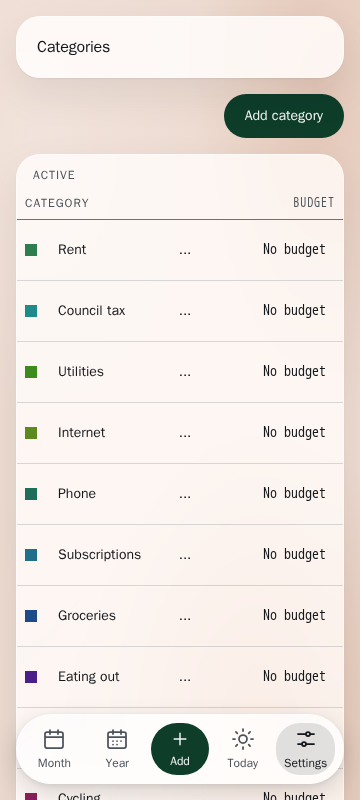 Categories
Add category
ACTIVE
CATEGORY BUDGET
Rent ... No budget
Council tax ... No budget
Utilities ... No budget
Internet ... No budget
Phone ... No budget
Subscriptions ... No budget
Groceries ... No budget
Eating out ... No budget
Month Year Add Today Settings
Cycling No budget